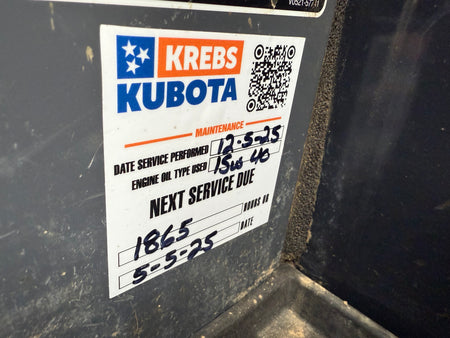 KREBS
KUBOTA
MAINTENANCE
DATE SERVICE PERFORMED 12-5-25
ENGINE OIL TYPE USED 15w 40
NEXT SERVICE DUE
1865 HOURS OR
5-5-25 DATE